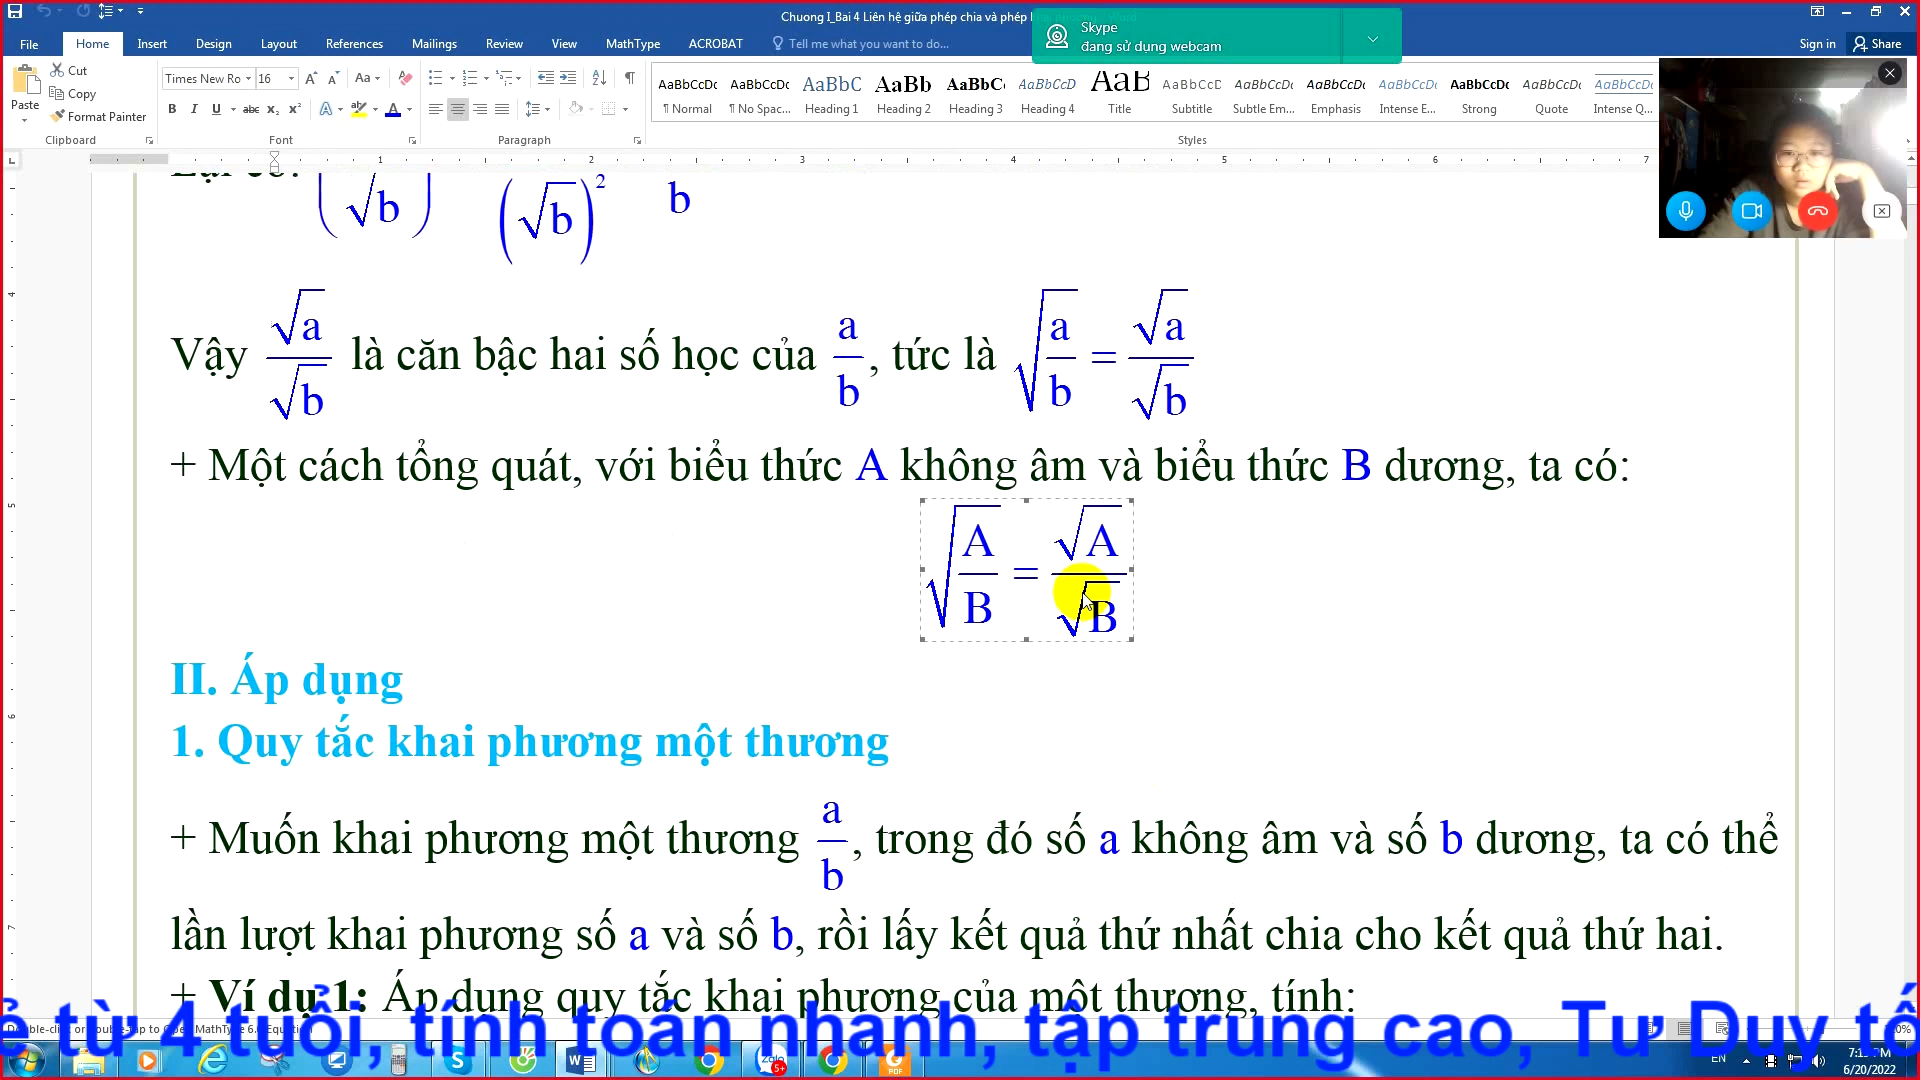 Chuong I_Bai 4 Liên hệ giữa phép chia và phép
Skype
đang sử dụng webcam
File Home Insert Design Layout References Mailings Review View MathType ACROBAT Tell me what you want to do... Sign in Share
Paste Cut Copy Format Painter
Times New Ro 16
¶ Normal ¶ No Spac... Heading 1 Heading 2 Heading 3 Heading 4 Title Subtitle Subtle Em... Emphasis Intense E... Strong Quote Intense Q...
Clipboard Font Paragraph Styles
(√b) (√b)² b
Vậy √a/√b là căn bậc hai số học của a/b, tức là √(a/b) = √a/√b
+ Một cách tổng quát, với biểu thức A không âm và biểu thức B dương, ta có:
√(A/B) = √A/√B
II. Áp dụng
1. Quy tắc khai phương một thương
+ Muốn khai phương một thương a/b, trong đó số a không âm và số b dương, ta có thể
lần lượt khai phương số a và số b, rồi lấy kết quả thứ nhất chia cho kết quả thứ hai.
+ Ví dụ 1: Áp dụng quy tắc khai phương của một thương, tính:
từ 4 tuổi, tính toán nhanh, tập trung cao, Tư Duy tố
EN
6/20/2022